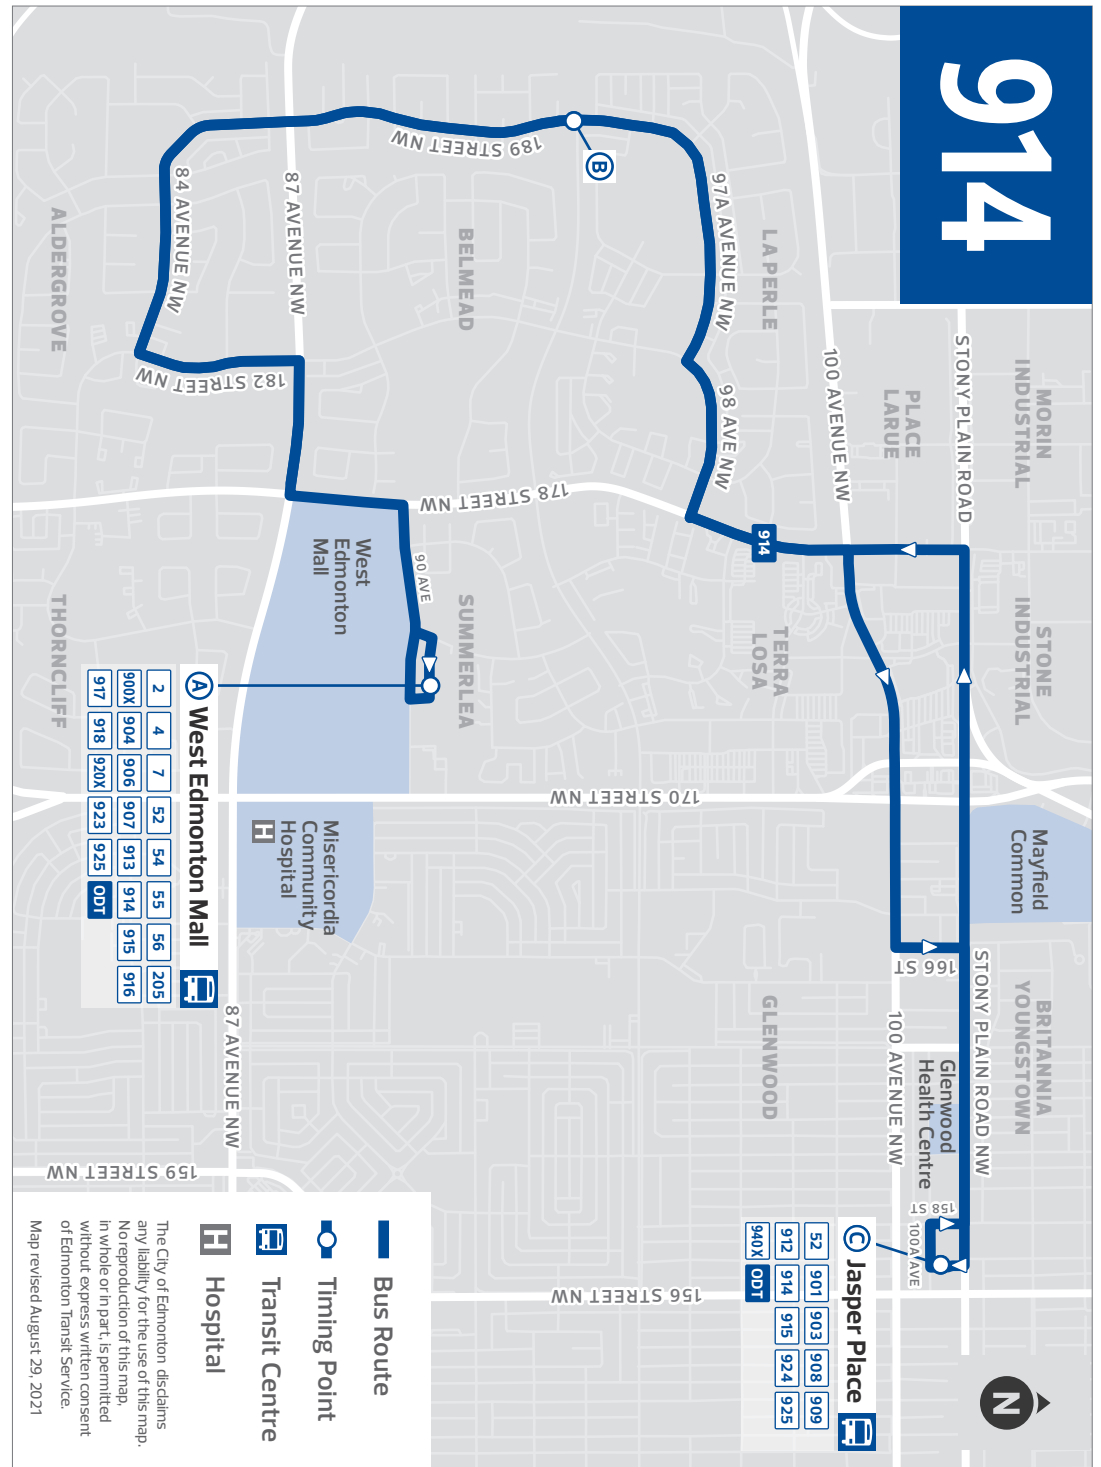 914
MORIN
INDUSTRIAL
STONY PLAIN ROAD
PLACE
LARUE
100 AVENUE NW
LA PERLE
97A AVENUE NW
98 AVE NW
B
189 STREET NW
BELMEAD
87 AVENUE NW
84 AVENUE NW
ALDERGROVE
182 STREET NW
178 STREET NW
914
STONE
INDUSTRIAL
TERRA
LOSA
SUMMERLEA
90 AVE
West
Edmonton
Mall
THORNCLIFF
170 STREET NW
Mayfield
Common
Misericordia
Community
Hospital
H
166 ST
STONY PLAIN ROAD NW
BRITANNIA
YOUNGSTOWN
100 AVENUE NW
Glenwood
Health Centre
GLENWOOD
87 AVENUE NW
159 STREET NW
158 ST
100A AVE
156 STREET NW
A West Edmonton Mall
2 4 7 52 54 55 56 205
900X 904 906 907 913 914 915 916
917 918 920X 923 925 ODT
C Jasper Place
52 901 903 908 909
912 914 915 924 925
940X ODT
N
Bus Route
Timing Point
Transit Centre
H Hospital
The City of Edmonton disclaims
any liability for the use of this map.
No reproduction of this map,
in whole or in part, is permitted
without express written consent
of Edmonton Transit Service.
Map revised August 29, 2021